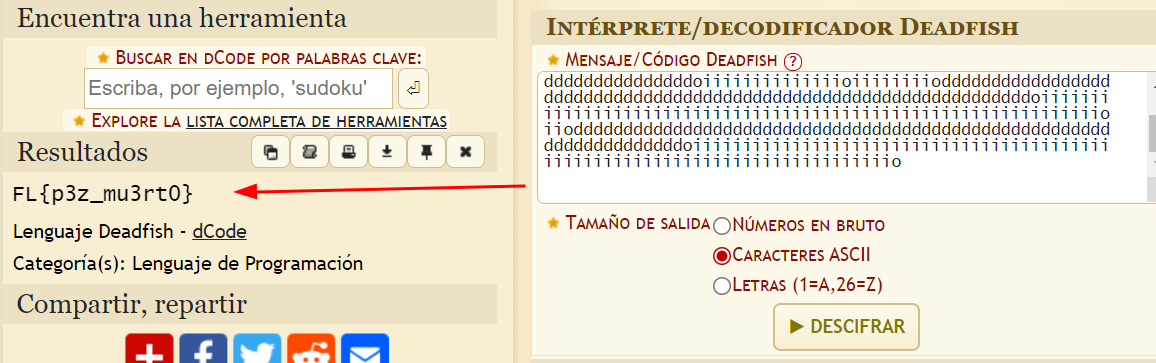 Encuentra una herramienta
★ Buscar en dCode por palabras clave:
Escriba, por ejemplo, 'sudoku'
★ Explore la lista completa de herramientas
Resultados
FL{p3z_mu3rt0}
Lenguaje Deadfish - dCode
Categoría(s): Lenguaje de Programación
Compartir, repartir
Intérprete/decodificador Deadfish
★ Mensaje/Código Deadfish ?
★ Tamaño de salida Números en bruto
Caracteres ASCII
Letras (1=A,26=Z)
▶ DESCIFRAR